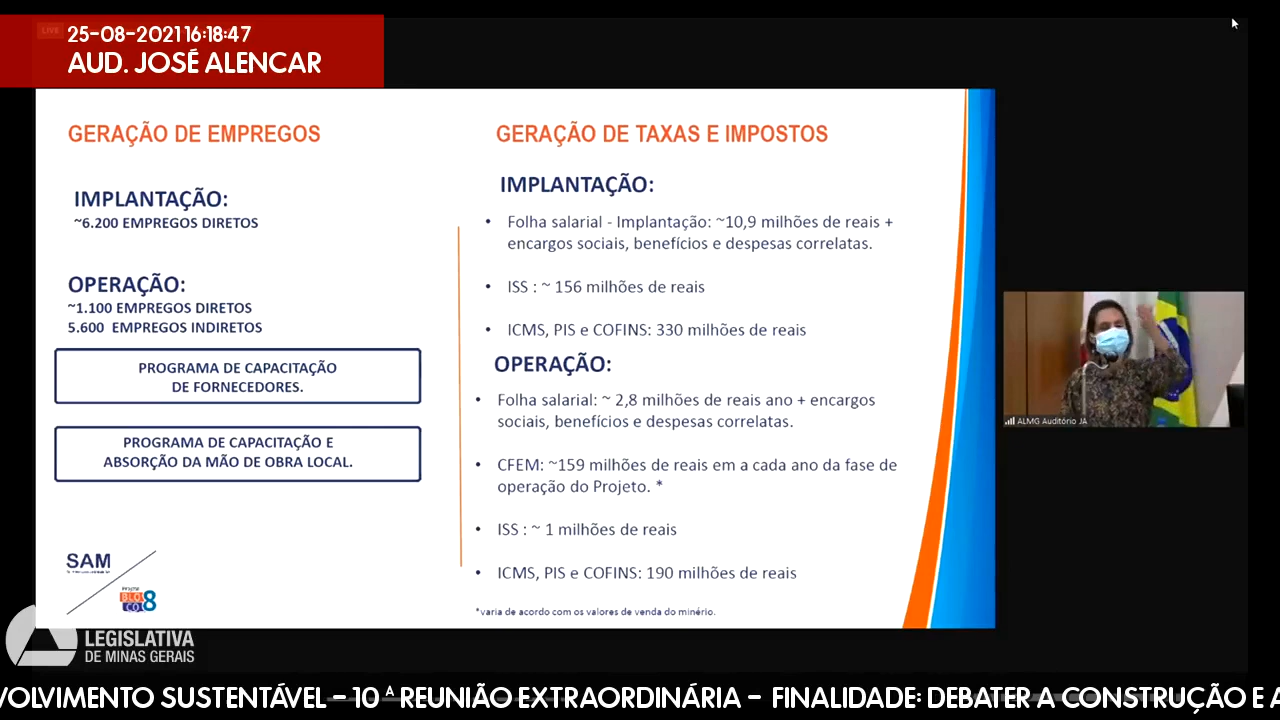 LIVE
25-08-2021 16:18:47
AUD. JOSÉ ALENCAR
GERAÇÃO DE EMPREGOS
IMPLANTAÇÃO:
~6.200 EMPREGOS DIRETOS
OPERAÇÃO:
~1.100 EMPREGOS DIRETOS
5.600 EMPREGOS INDIRETOS
PROGRAMA DE CAPACITAÇÃO
DE FORNECEDORES.
PROGRAMA DE CAPACITAÇÃO E
ABSORÇÃO DA MÃO DE OBRA LOCAL.
SAM
BLO
CO
8
GERAÇÃO DE TAXAS E IMPOSTOS
IMPLANTAÇÃO:
• Folha salarial - Implantação: ~10,9 milhões de reais +
encargos sociais, benefícios e despesas correlatas.
• ISS : ~ 156 milhões de reais
• ICMS, PIS e COFINS: 330 milhões de reais
OPERAÇÃO:
• Folha salarial: ~ 2,8 milhões de reais ano + encargos
sociais, benefícios e despesas correlatas.
• CFEM: ~159 milhões de reais em a cada ano da fase de
operação do Projeto. *
• ISS : ~ 1 milhões de reais
• ICMS, PIS e COFINS: 190 milhões de reais
*varia de acordo com os valores de venda do minério.
ALMG Auditório JA
LEGISLATIVA
DE MINAS GERAIS
VOLVIMENTO SUSTENTÁVEL – 10 ª REUNIÃO EXTRAORDINÁRIA – FINALIDADE: DEBATER A CONSTRUÇÃO E A